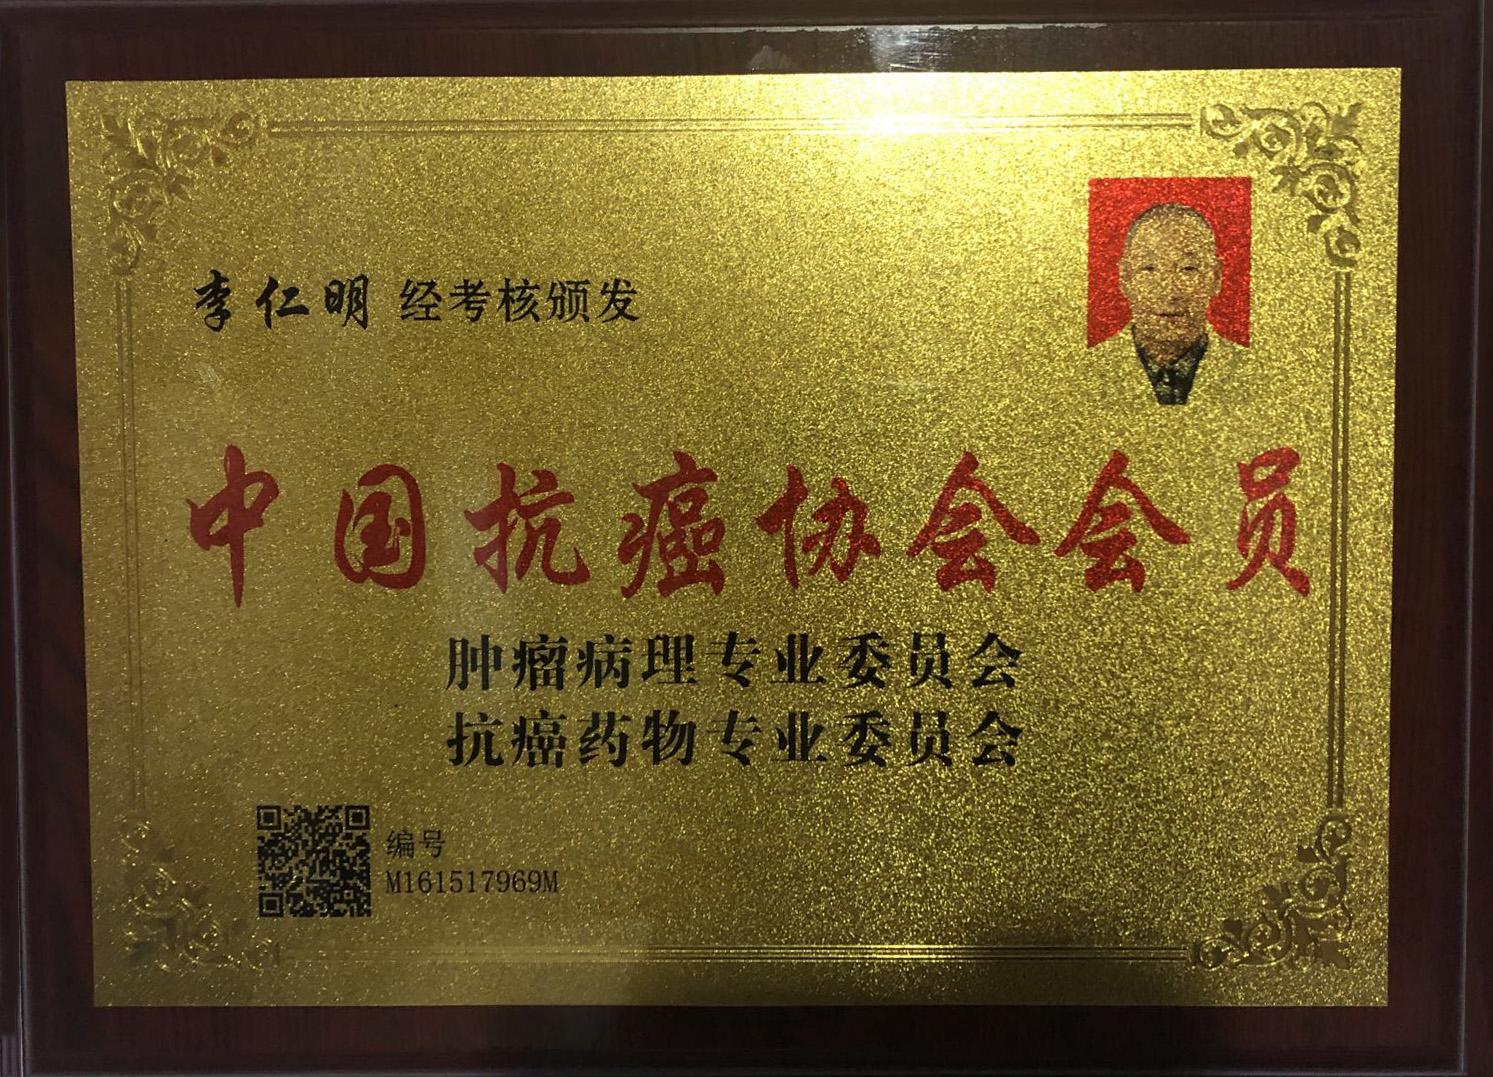 李仁明 经考核颁发
中国抗癌协会会员
肿瘤病理专业委员会
抗癌药物专业委员会
编号
M161517969M